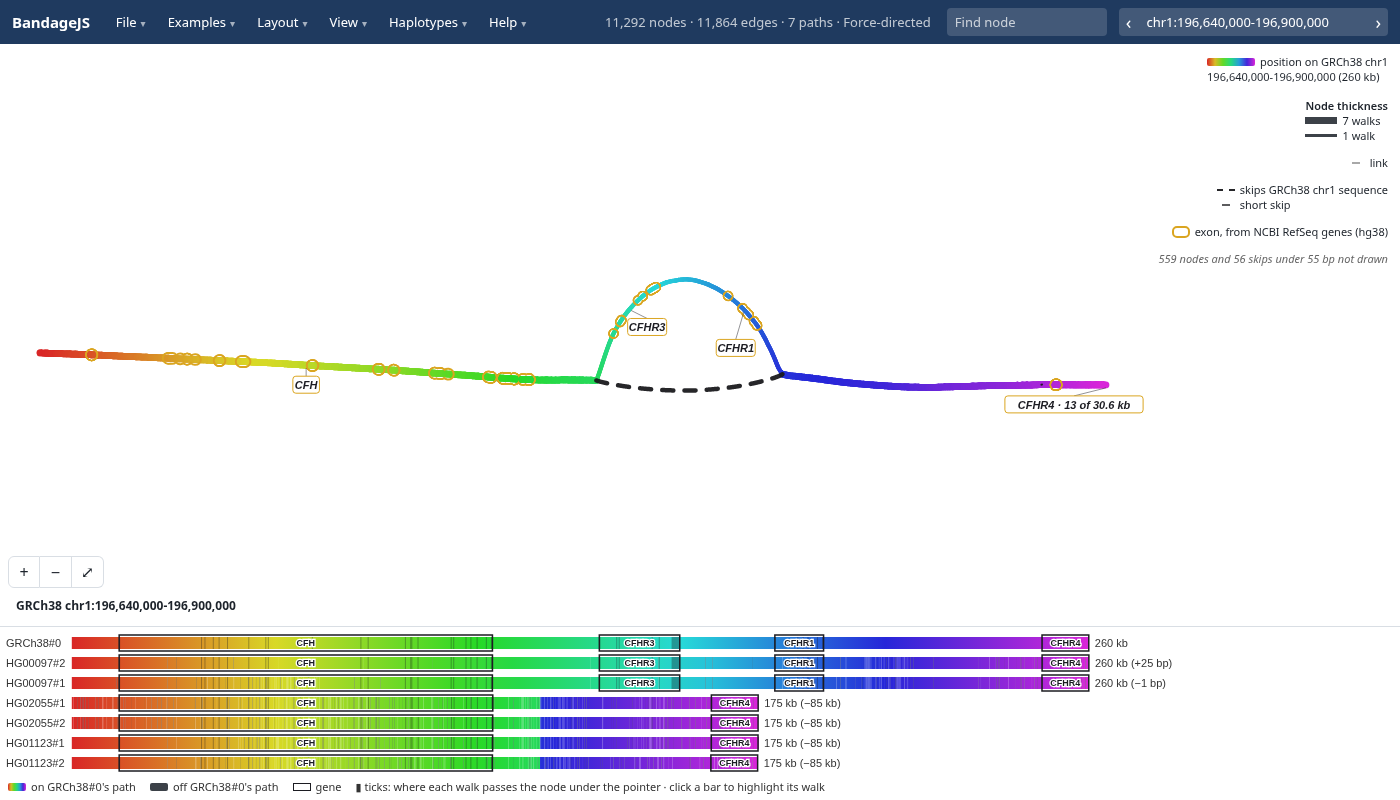 BandageJS File ▾ Examples ▾ Layout ▾ View ▾ Haplotypes ▾ Help ▾ 11,292 nodes · 11,864 edges · 7 paths · Force-directed Find node ‹ chr1:196,640,000-196,900,000 ›
position on GRCh38 chr1
196,640,000-196,900,000 (260 kb)
Node thickness
7 walks
1 walk
link
skips GRCh38 chr1 sequence
short skip
exon, from NCBI RefSeq genes (hg38)
559 nodes and 56 skips under 55 bp not drawn
CFHR3
CFHR1
CFH
CFHR4 · 13 of 30.6 kb
+ − ⤢
GRCh38 chr1:196,640,000-196,900,000
GRCh38#0 CFH CFHR3 CFHR1 CFHR4 260 kb
HG00097#2 CFH CFHR3 CFHR1 CFHR4 260 kb (+25 bp)
HG00097#1 CFH CFHR3 CFHR1 CFHR4 260 kb (−1 bp)
HG02055#1 CFH CFHR4 175 kb (−85 kb)
HG02055#2 CFH CFHR4 175 kb (−85 kb)
HG01123#1 CFH CFHR4 175 kb (−85 kb)
HG01123#2 CFH CFHR4 175 kb (−85 kb)
on GRCh38#0's path off GRCh38#0's path gene ticks: where each walk passes the node under the pointer · click a bar to highlight its walk